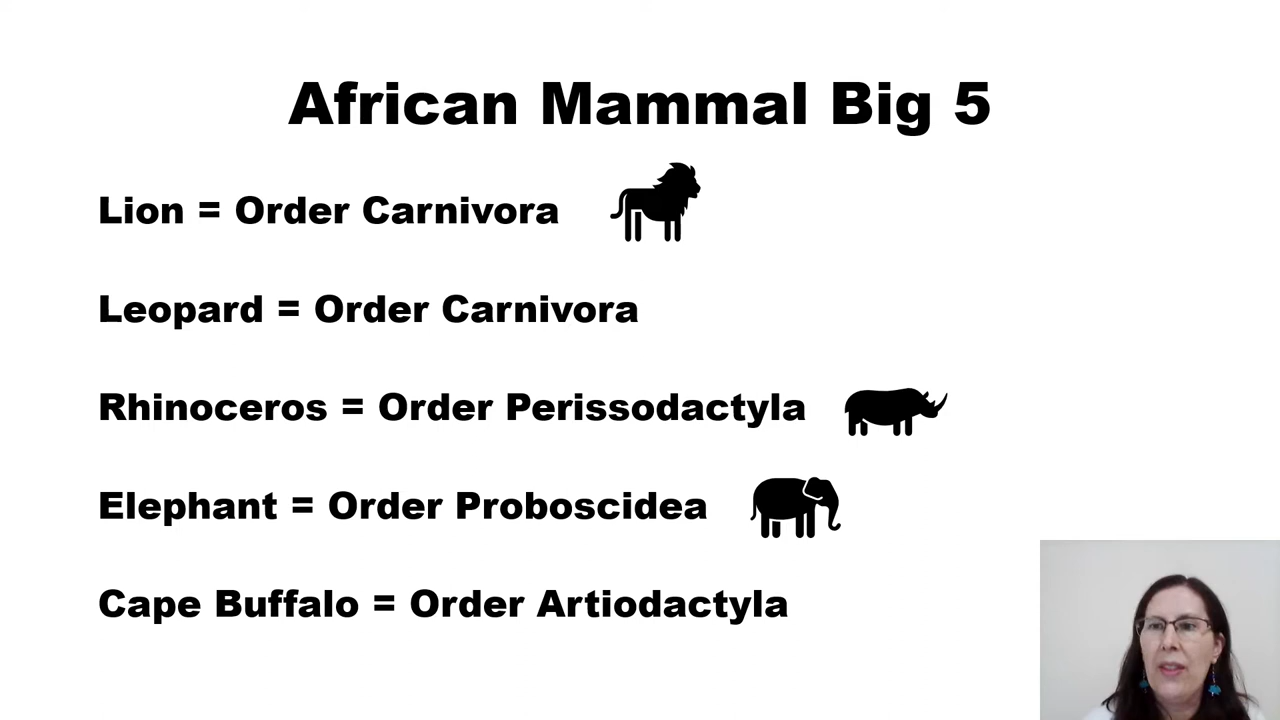 African Mammal Big 5
Lion = Order Carnivora
Leopard = Order Carnivora
Rhinoceros = Order Perissodactyla
Elephant = Order Proboscidea
Cape Buffalo = Order Artiodactyla